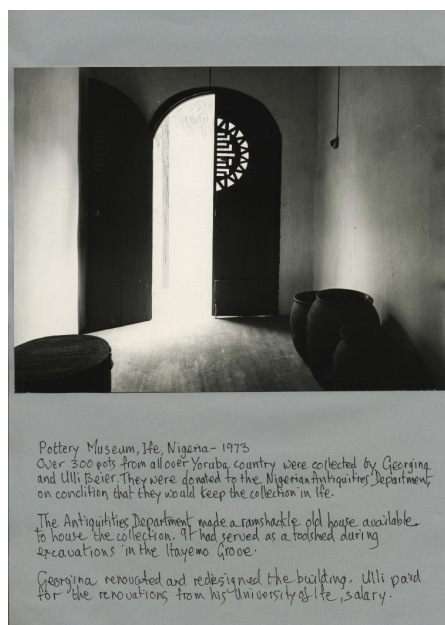 Pottery Museum, Ife, Nigeria - 1973
Over 300 pots from all over Yoruba country were collected by Georgina
and Ulli Beier. They were donated to the Nigerian Antiquities Department
on condition that they would keep the collection in Ife.
The Antiquitities Department made a ramshackle old house available
to house the collection. It had served as a toolshed during
excavations in the Itayemo Grove.
Georgina renovated and redesigned the building. Ulli paid
for the renovations from his University of Ife, salary.